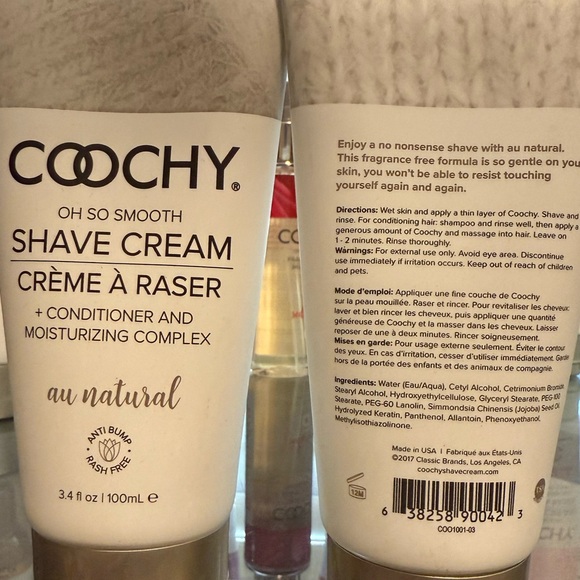 COOCHY®
OH SO SMOOTH
SHAVE CREAM
CRÈME À RASER
+ CONDITIONER AND
MOISTURIZING COMPLEX
au natural
ANTI BUMP
• RASH FREE •
3.4 fl oz | 100mL e
Enjoy a no nonsense shave with au natural.
This fragrance free formula is so gentle on you
skin, you won't be able to resist touching
yourself again and again.
Directions: Wet skin and apply a thin layer of Coochy. Shave and
rinse. For conditioning hair: shampoo and rinse well, then apply a
generous amount of Coochy and massage into hair. Leave on
1 - 2 minutes. Rinse thoroughly.
Warnings: For external use only. Avoid eye area. Discontinue
use immediately if irritation occurs. Keep out of reach of children
and pets.
Mode d'emploi: Appliquer une fine couche de Coochy
sur la peau mouillée. Raser et rincer. Pour revitaliser les cheveux:
laver et bien rincer les cheveux, puis appliquer une quantité
généreuse de Coochy et la masser dans les cheveux. Laisser
reposer de une à deux minutes. Rincer soigneusement.
Mises en garde: Pour usage externe seulement. Éviter le contour
des yeux. En cas d'irritation, cesser d'utiliser immédiatement. Garder
hors de la portée des enfants et des animaux de compagnie.
Ingredients: Water (Eau/Aqua), Cetyl Alcohol, Cetrimonium Bromide,
Stearyl Alcohol, Hydroxyethylcellulose, Glyceryl Stearate, PEG-100
Stearate, PEG-60 Lanolin, Simmondsia Chinensis (Jojoba) Seed Oil,
Hydrolyzed Keratin, Panthenol, Allantoin, Phenoxyethanol,
Methylisothiazolinone.
Made in USA | Fabriqué aux États-Unis
©2017 Classic Brands, Los Angeles, CA
coochyshavecream.com
12M
6 38258 90042 3
COO1001-03